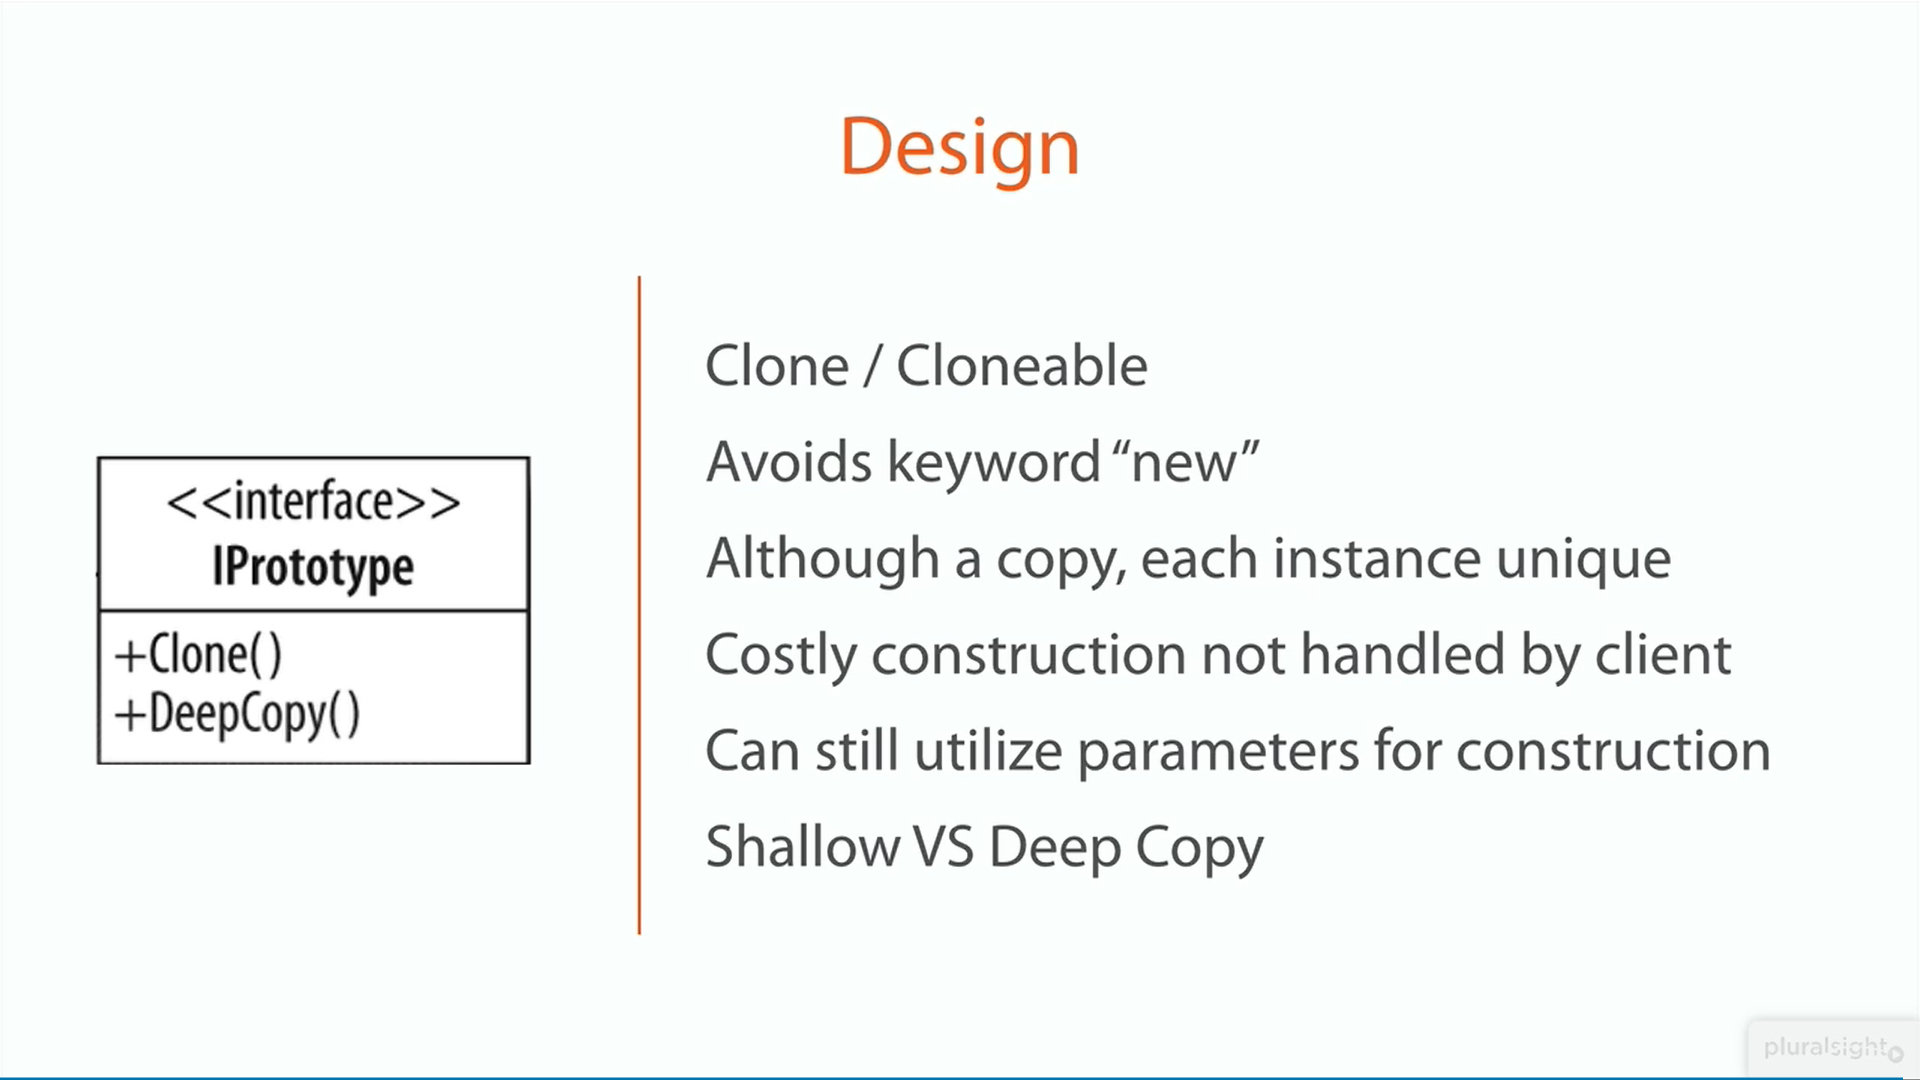 Design
<<interface>>
IPrototype
+Clone()
+DeepCopy()
Clone / Cloneable
Avoids keyword “new”
Although a copy, each instance unique
Costly construction not handled by client
Can still utilize parameters for construction
Shallow VS Deep Copy
pluralsight